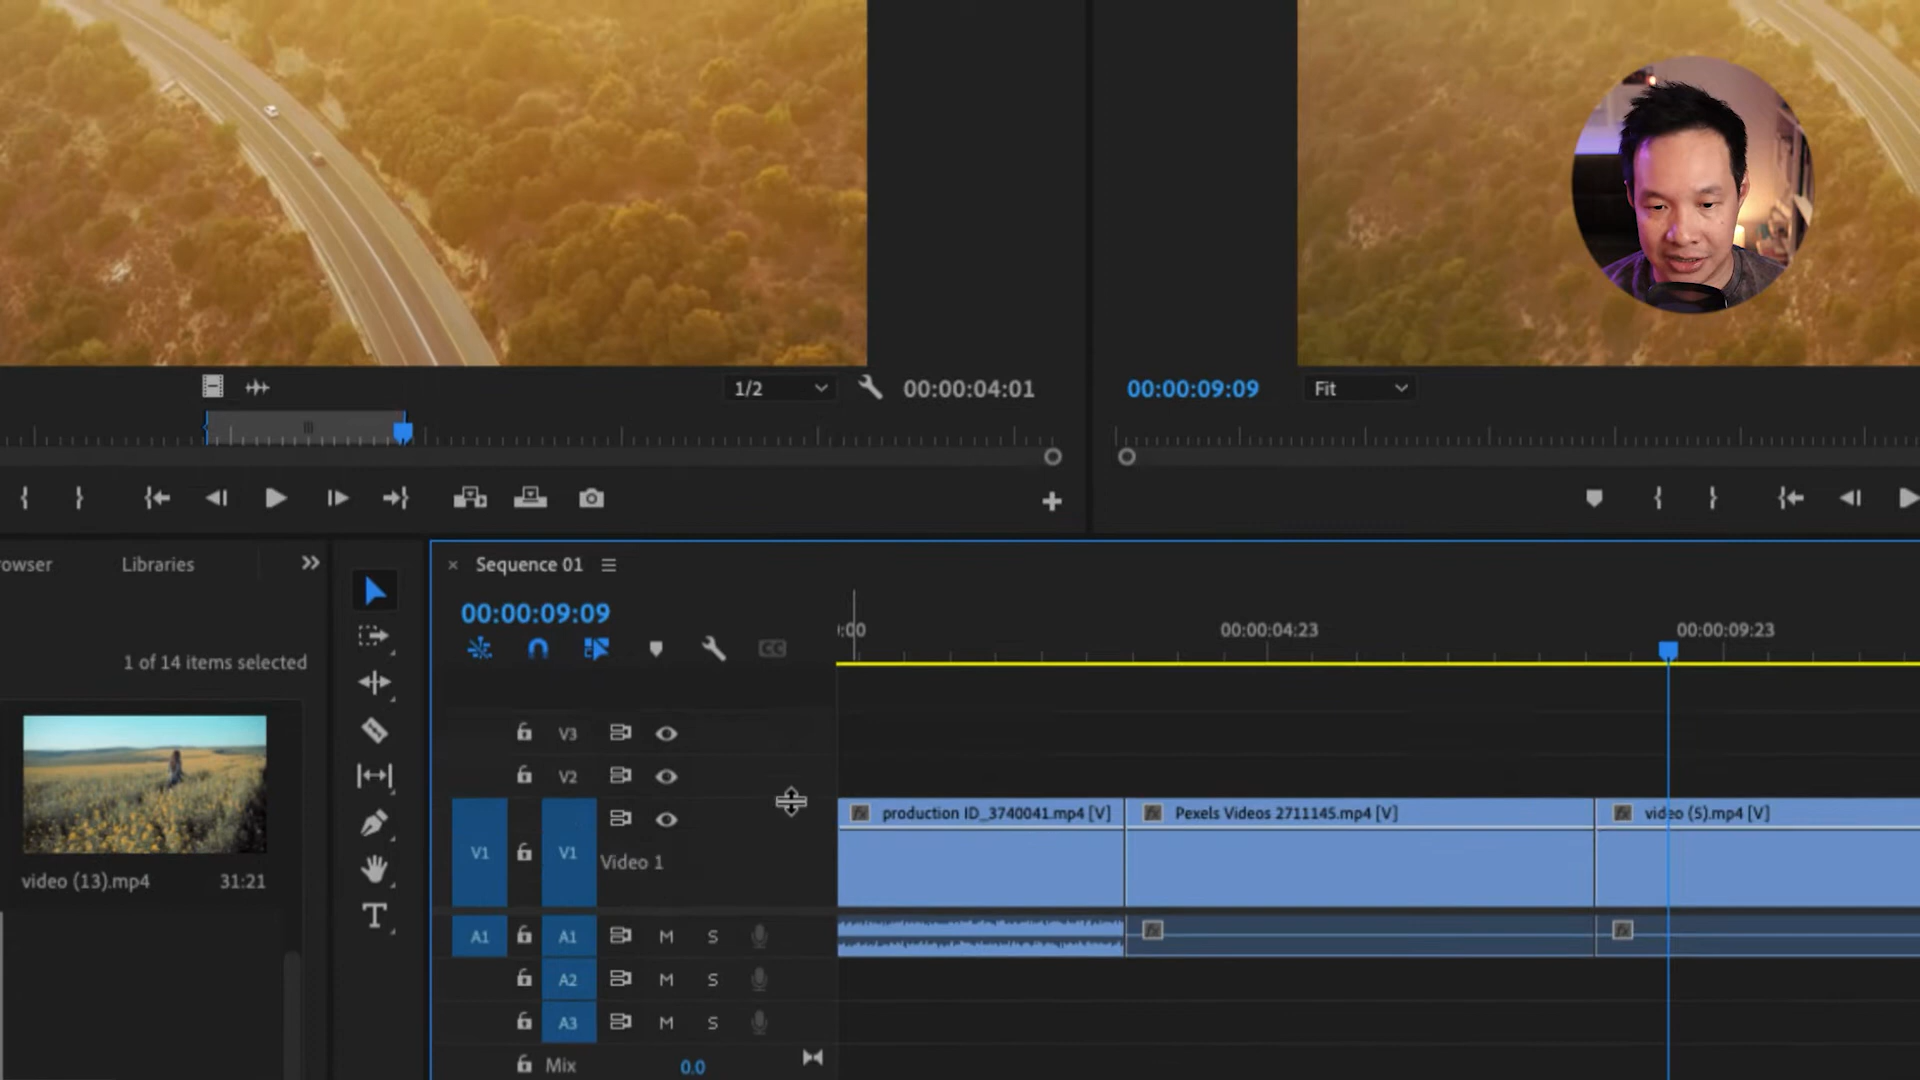 1/2
00:00:04:01
00:00:09:09
Fit
owser
Libraries
Sequence 01
00:00:09:09
:00
00:00:04:23
00:00:09:23
CC
1 of 14 items selected
V3
V2
production ID_3740041.mp4 [V]
Pexels Videos 2711145.mp4 [V]
video (5).mp4 [V]
V1
V1
Video 1
video (13).mp4
31:21
A1
A1
M
S
A2
M
S
A3
M
S
Mix
0.0